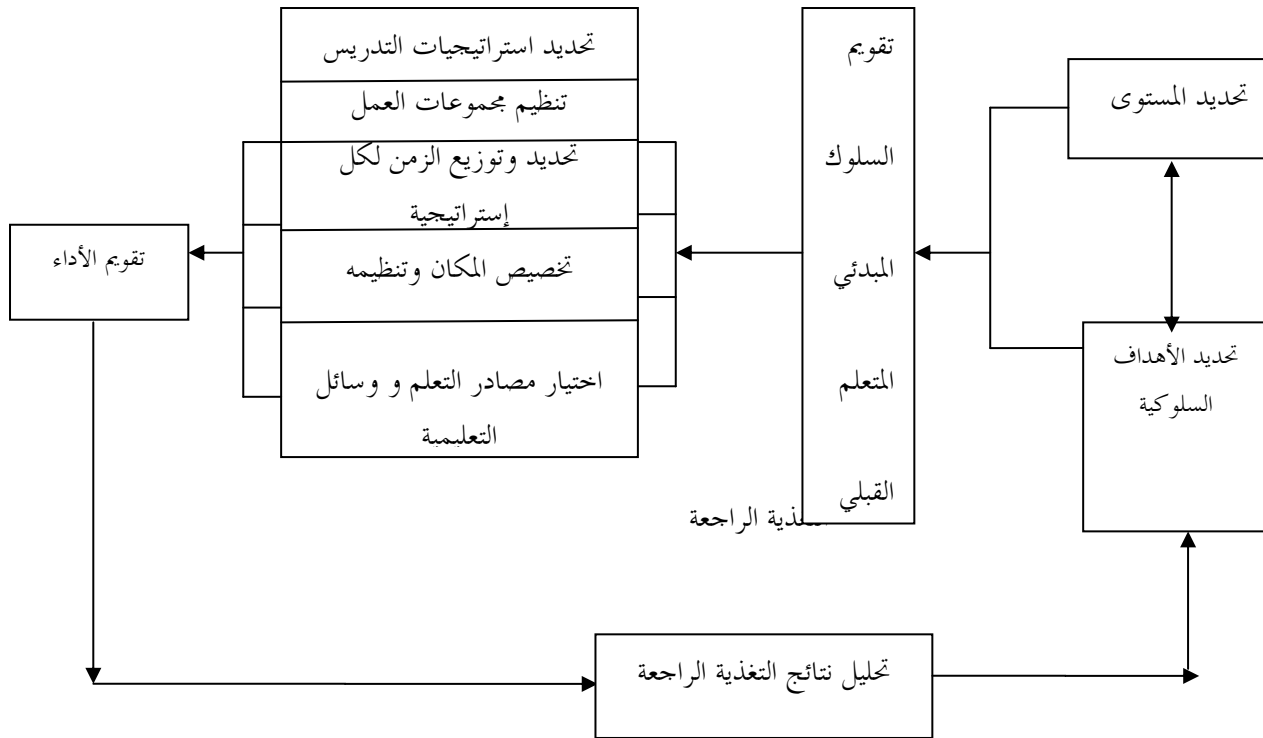 تحديد المستوى
تحديد الأهداف
السلوكية
تقويم
السلوك
المبدئي
المتعلم
القبلي
تحديد استراتيجيات التدريس
تنظيم مجموعات العمل
تحديد وتوزيع الزمن لكل
إستراتيجية
تخصيص المكان وتنظيمه
اختيار مصادر التعلم و وسائل
التعليمية
تقويم الأداء
الراجعة
تحليل نتائج التغذية الراجعة